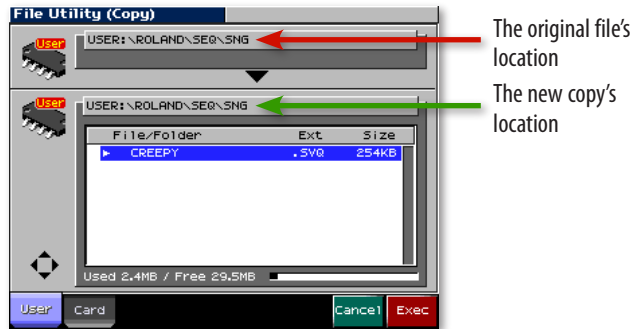 File Utility (Copy)
User
USER:\ROLAND\SEQ\SNG
The original file's
location
User
USER:\ROLAND\SEQ\SNG
The new copy's
location
File/Folder Ext Size
CREEPY .SVQ 254KB
Used 2.4MB / Free 29.5MB
User Card Cancel Exec